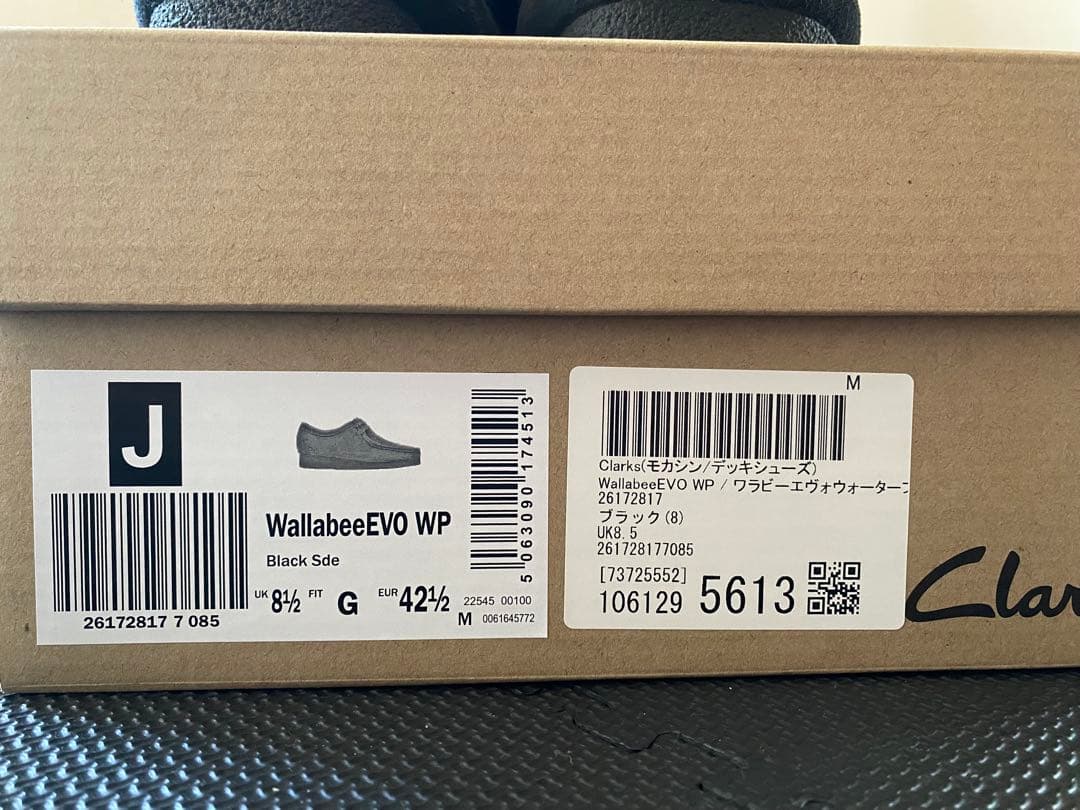 J
26172817 7 085
WallabeeEVO WP
Black Sde
UK 8½ FIT G EUR 42½
5 063090 174513
22545 00100
M 0061645772
M
Clarks(モカシン/デッキシューズ)
WallabeeEVO WP / ワラビーエヴォウォーター
26172817
ブラック(8)
UK8.5
261728177085
[73725552]
106129 5613
Clar